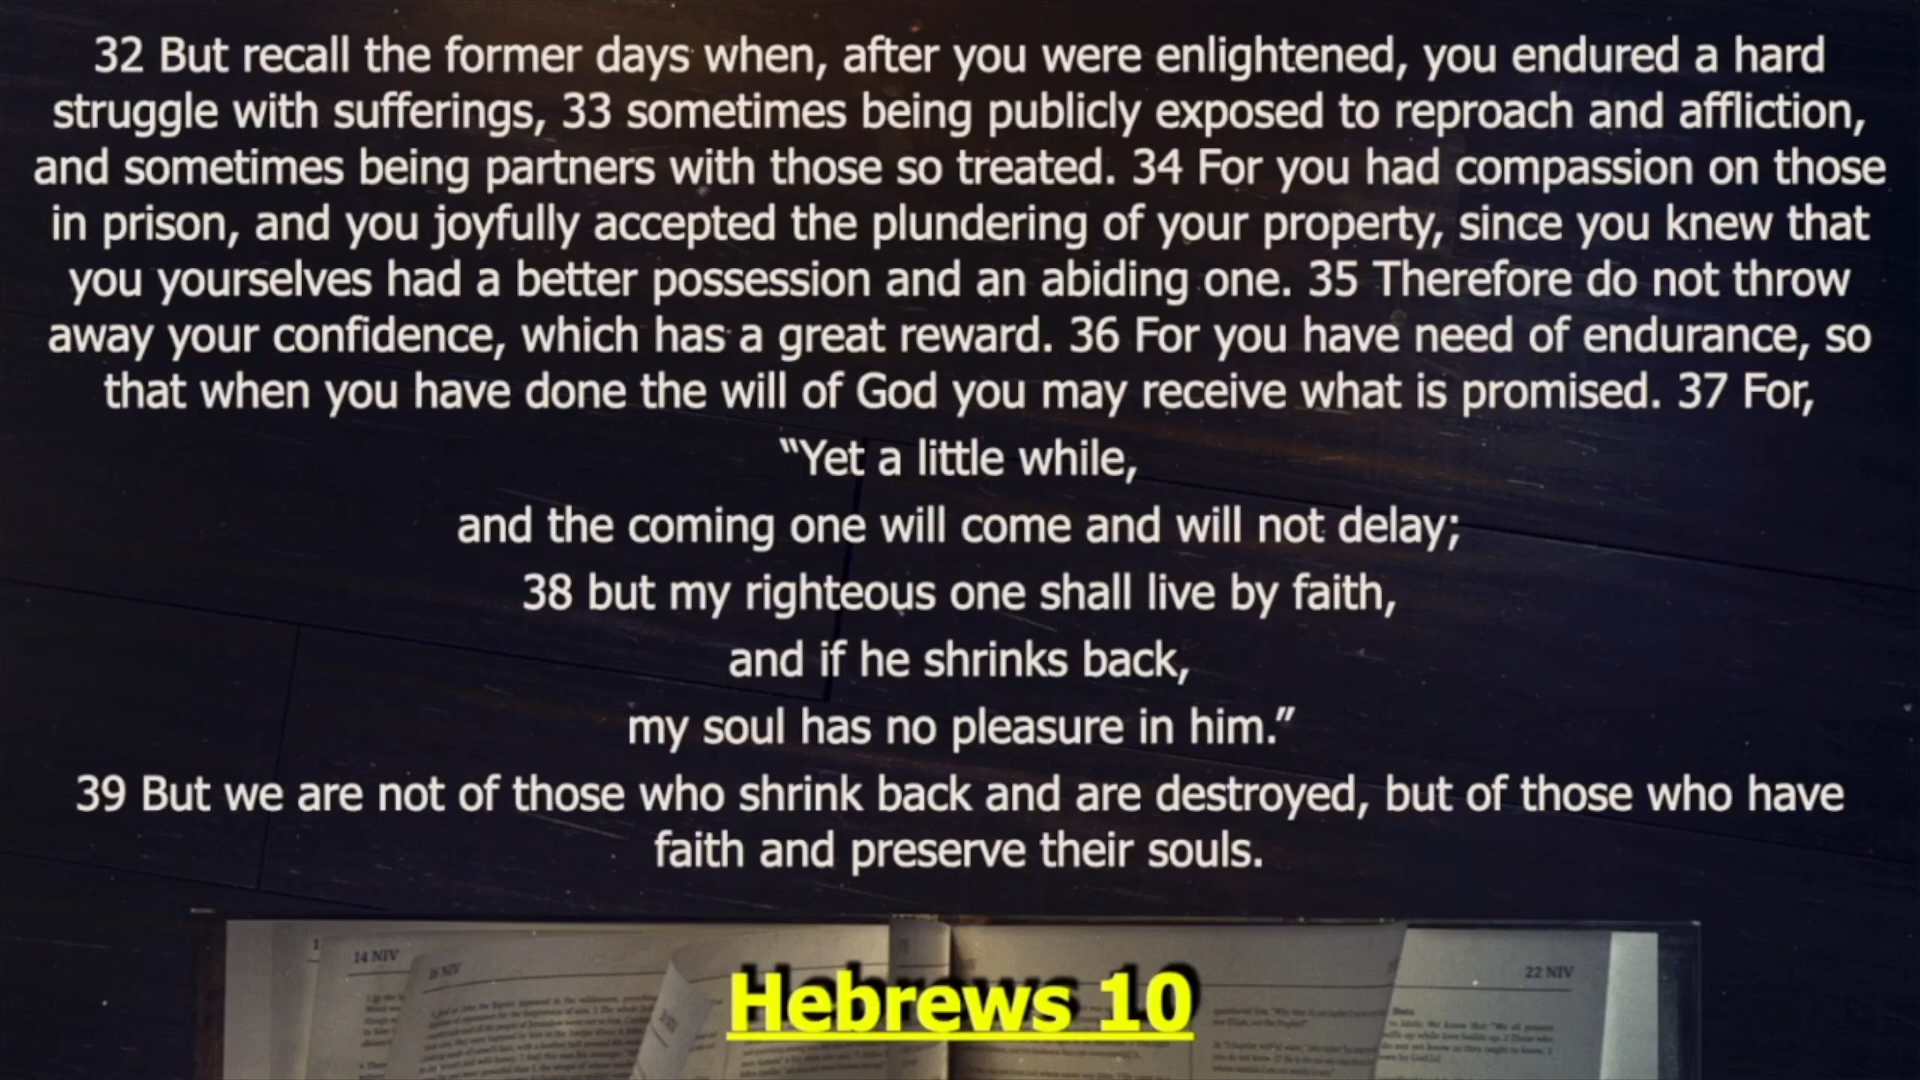 32 But recall the former days when, after you were enlightened, you endured a hard
struggle with sufferings, 33 sometimes being publicly exposed to reproach and affliction,
and sometimes being partners with those so treated. 34 For you had compassion on those
in prison, and you joyfully accepted the plundering of your property, since you knew that
you yourselves had a better possession and an abiding one. 35 Therefore do not throw
away your confidence, which has a great reward. 36 For you have need of endurance, so
that when you have done the will of God you may receive what is promised. 37 For,
“Yet a little while,
and the coming one will come and will not delay;
38 but my righteous one shall live by faith,
and if he shrinks back,
my soul has no pleasure in him.”
39 But we are not of those who shrink back and are destroyed, but of those who have
faith and preserve their souls.
14 NIV
22 NIV
Hebrews 10